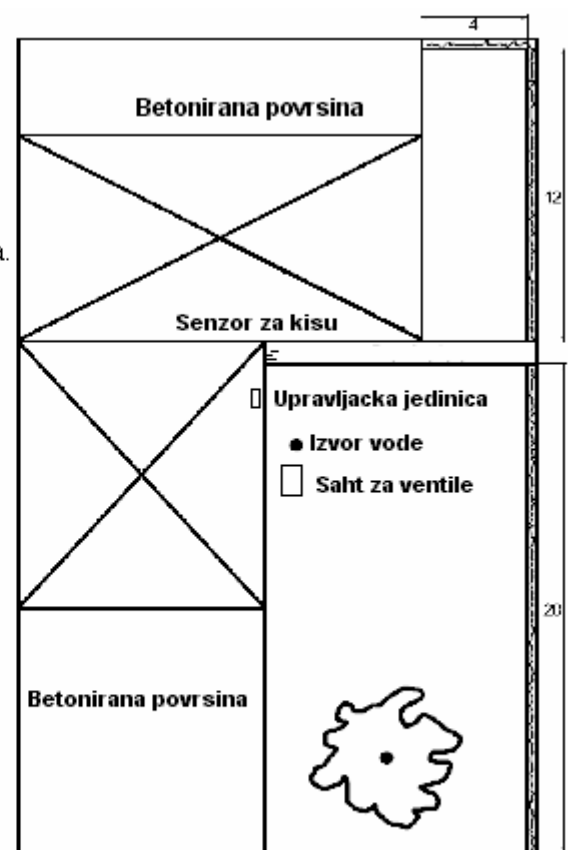 4
Betonirana povrsina
12
a.
Senzor za kisu
Upravljacka jedinica
Izvor vode
Saht za ventile
20
Betonirana povrsina